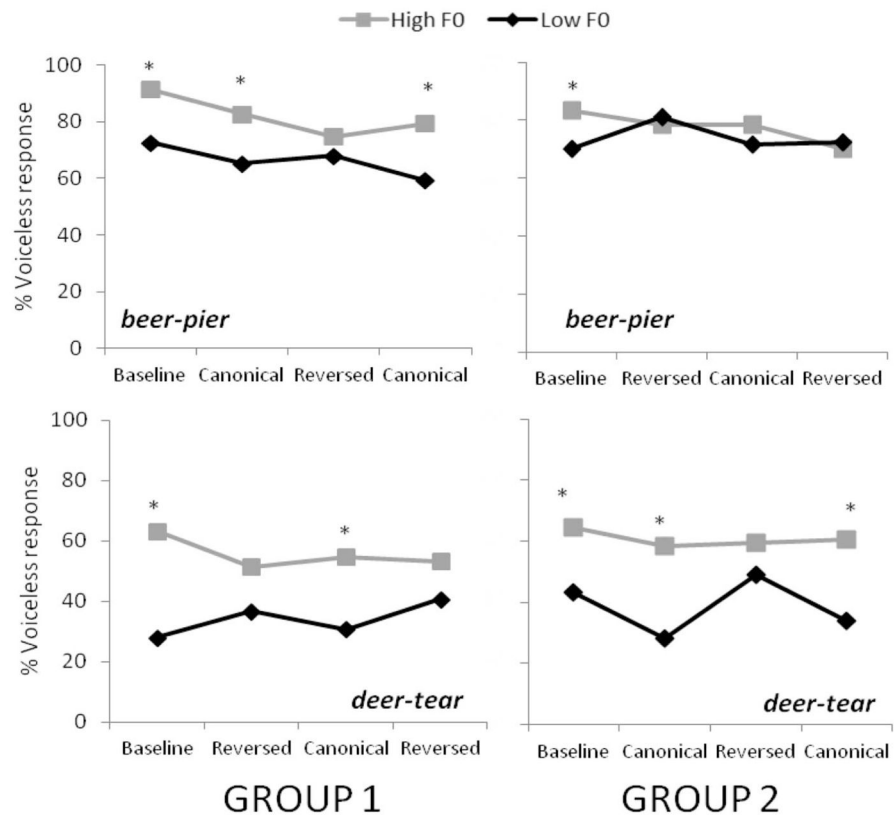 High F0 Low F0
100
80
60
40
20
0
% Voiceless response
* * *
beer-pier
Baseline Canonical Reversed Canonical
*
beer-pier
Baseline Reversed Canonical Reversed
100
80
60
40
20
0
% Voiceless response
* *
deer-tear
Baseline Reversed Canonical Reversed
* * *
deer-tear
Baseline Canonical Reversed Canonical
GROUP 1 GROUP 2